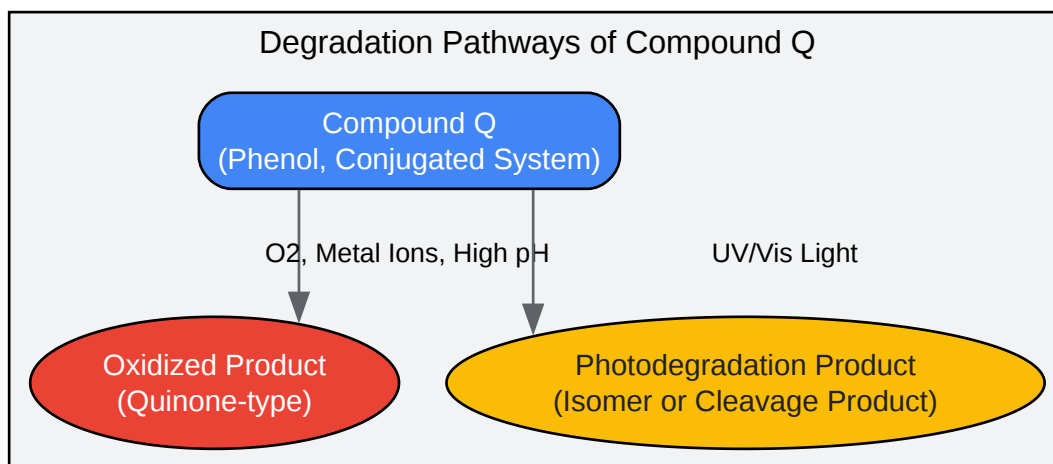 Degradation Pathways of Compound Q
Compound Q
(Phenol, Conjugated System)
O2, Metal Ions, High pH
UV/Vis Light
Oxidized Product
(Quinone-type)
Photodegradation Product
(Isomer or Cleavage Product)